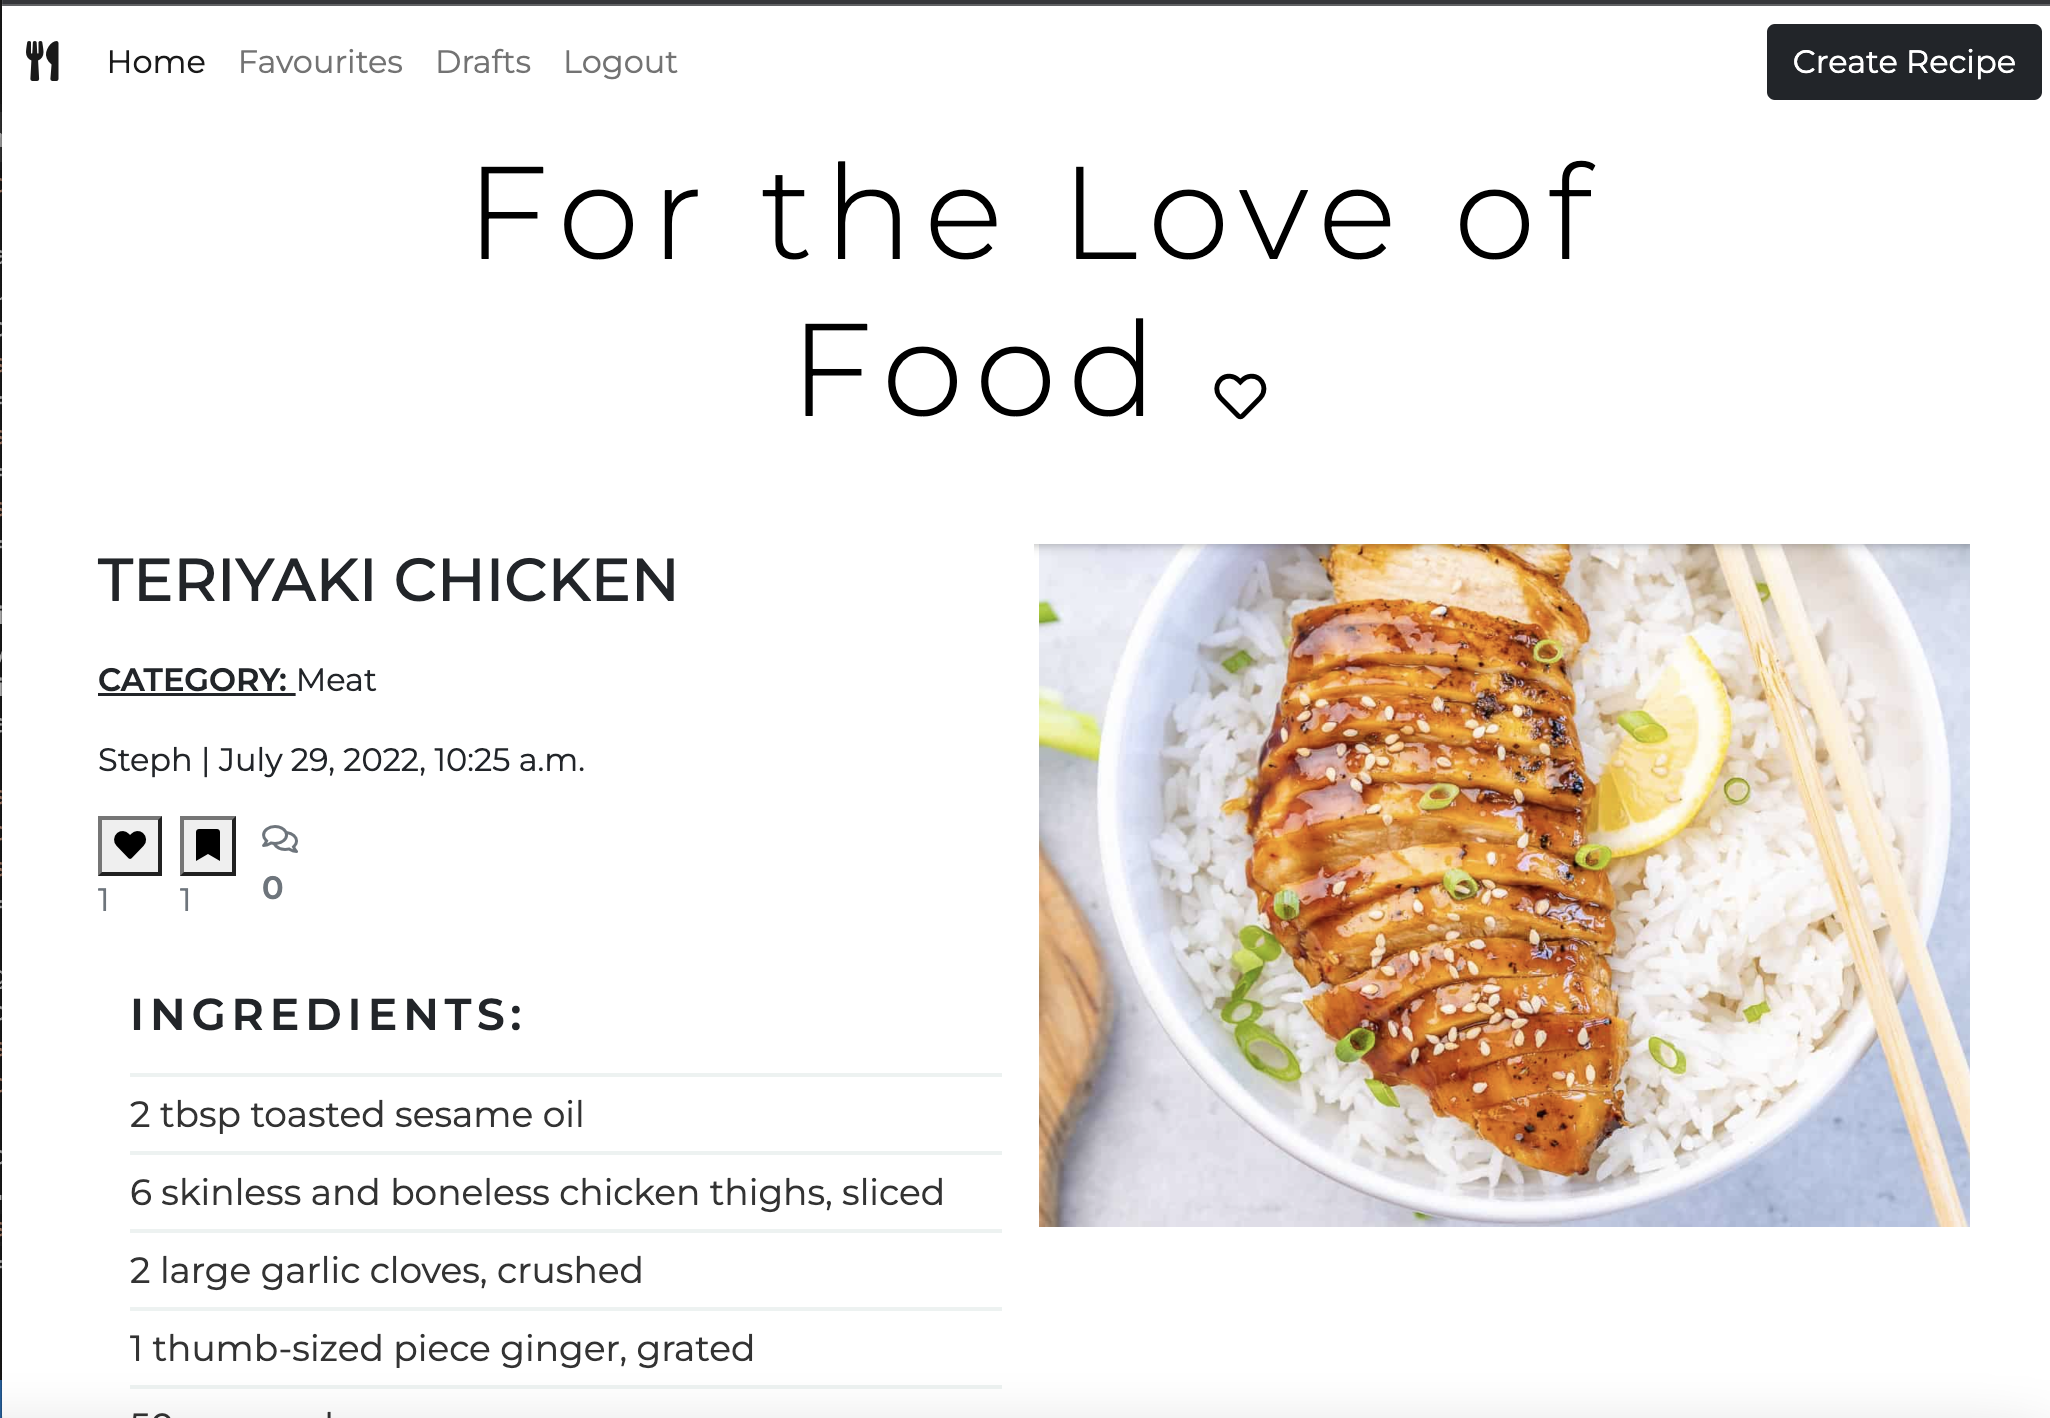 Home Favourites Drafts Logout Create Recipe
For the Love of
Food
TERIYAKI CHICKEN
CATEGORY: Meat
Steph | July 29, 2022, 10:25 a.m.
1 1 0
INGREDIENTS:
2 tbsp toasted sesame oil
6 skinless and boneless chicken thighs, sliced
2 large garlic cloves, crushed
1 thumb-sized piece ginger, grated